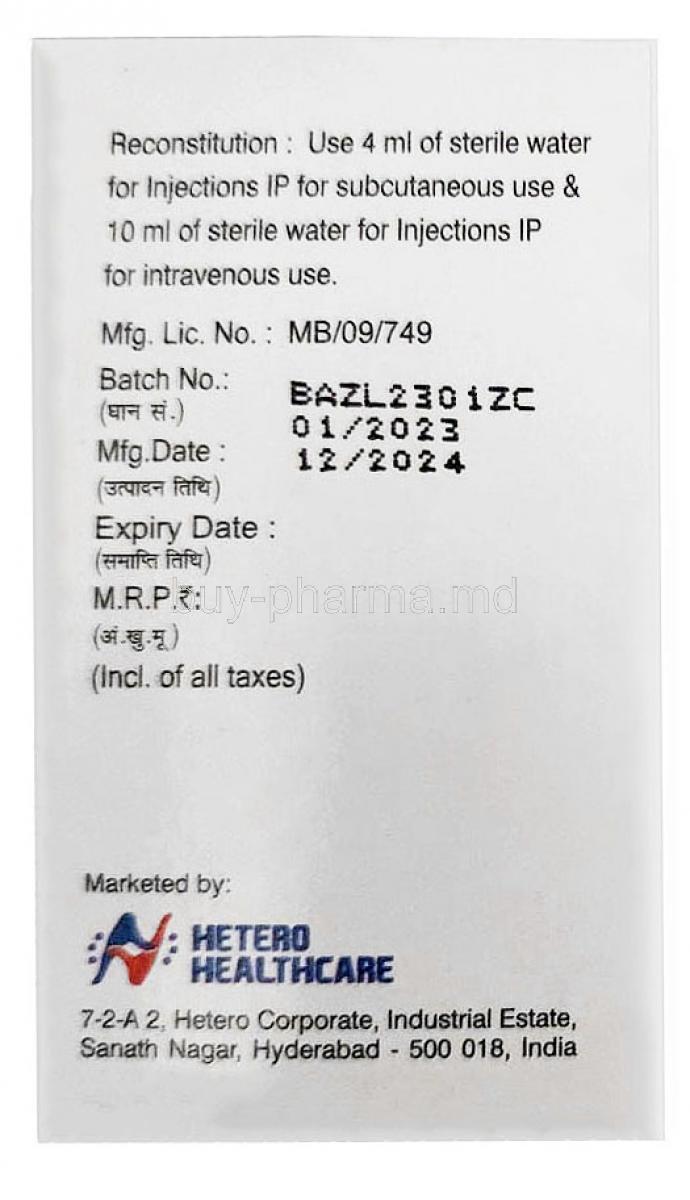 Reconstitution : Use 4 ml of sterile water
for Injections IP for subcutaneous use &
10 ml of sterile water for Injections IP
for intravenous use.
Mfg. Lic. No. : MB/09/749
Batch No.: BAZL2301ZC
(घान सं.)
01/2023
Mfg.Date :
12/2024
(उत्पादन तिथि)
Expiry Date :
(समाप्ति तिथि)
M.R.P.₹:
buy-pharma.md
(अं.खु.मू)
(Incl. of all taxes)
Marketed by:
HETERO
HEALTHCARE
7-2-A 2, Hetero Corporate, Industrial Estate,
Sanath Nagar, Hyderabad - 500 018, India